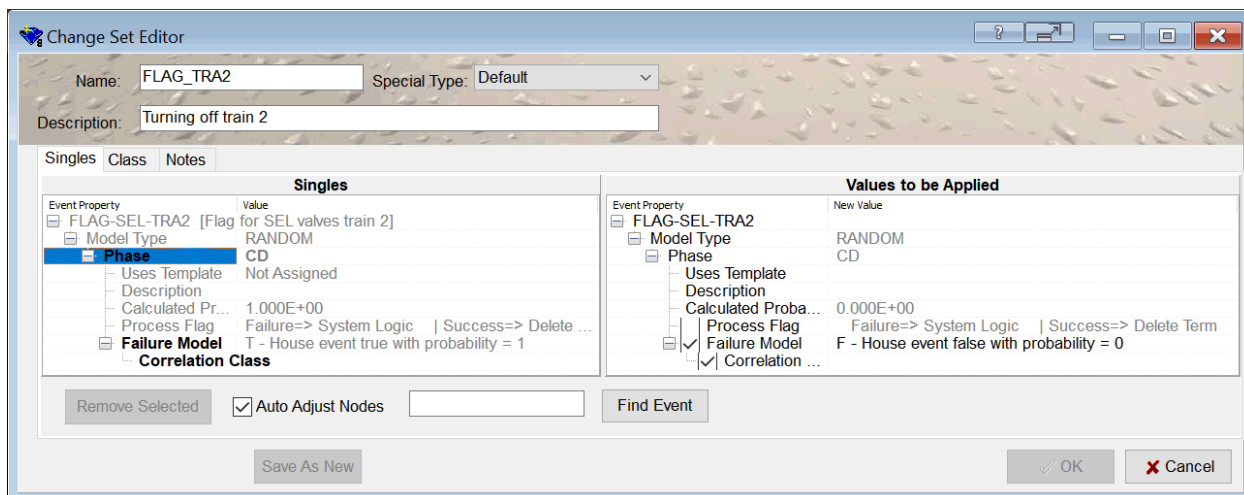 Change Set Editor
Name: FLAG_TRA2 Special Type: Default
Description: Turning off train 2
Singles Class Notes
Singles Values to be Applied
Event Property Value Event Property New Value
FLAG-SEL-TRA2 [Flag for SEL valves train 2] FLAG-SEL-TRA2
Model Type RANDOM Model Type RANDOM
Phase CD Phase CD
Uses Template Not Assigned Uses Template
Description Description
Calculated Pr... 1.000E+00 Calculated Proba... 0.000E+00
Process Flag Failure=> System Logic | Success=> Delete ... Process Flag Failure=> System Logic | Success=> Delete Term
Failure Model T - House event true with probability = 1 Failure Model F - House event false with probability = 0
Correlation Class Correlation ...
Remove Selected Auto Adjust Nodes Find Event
Save As New OK Cancel